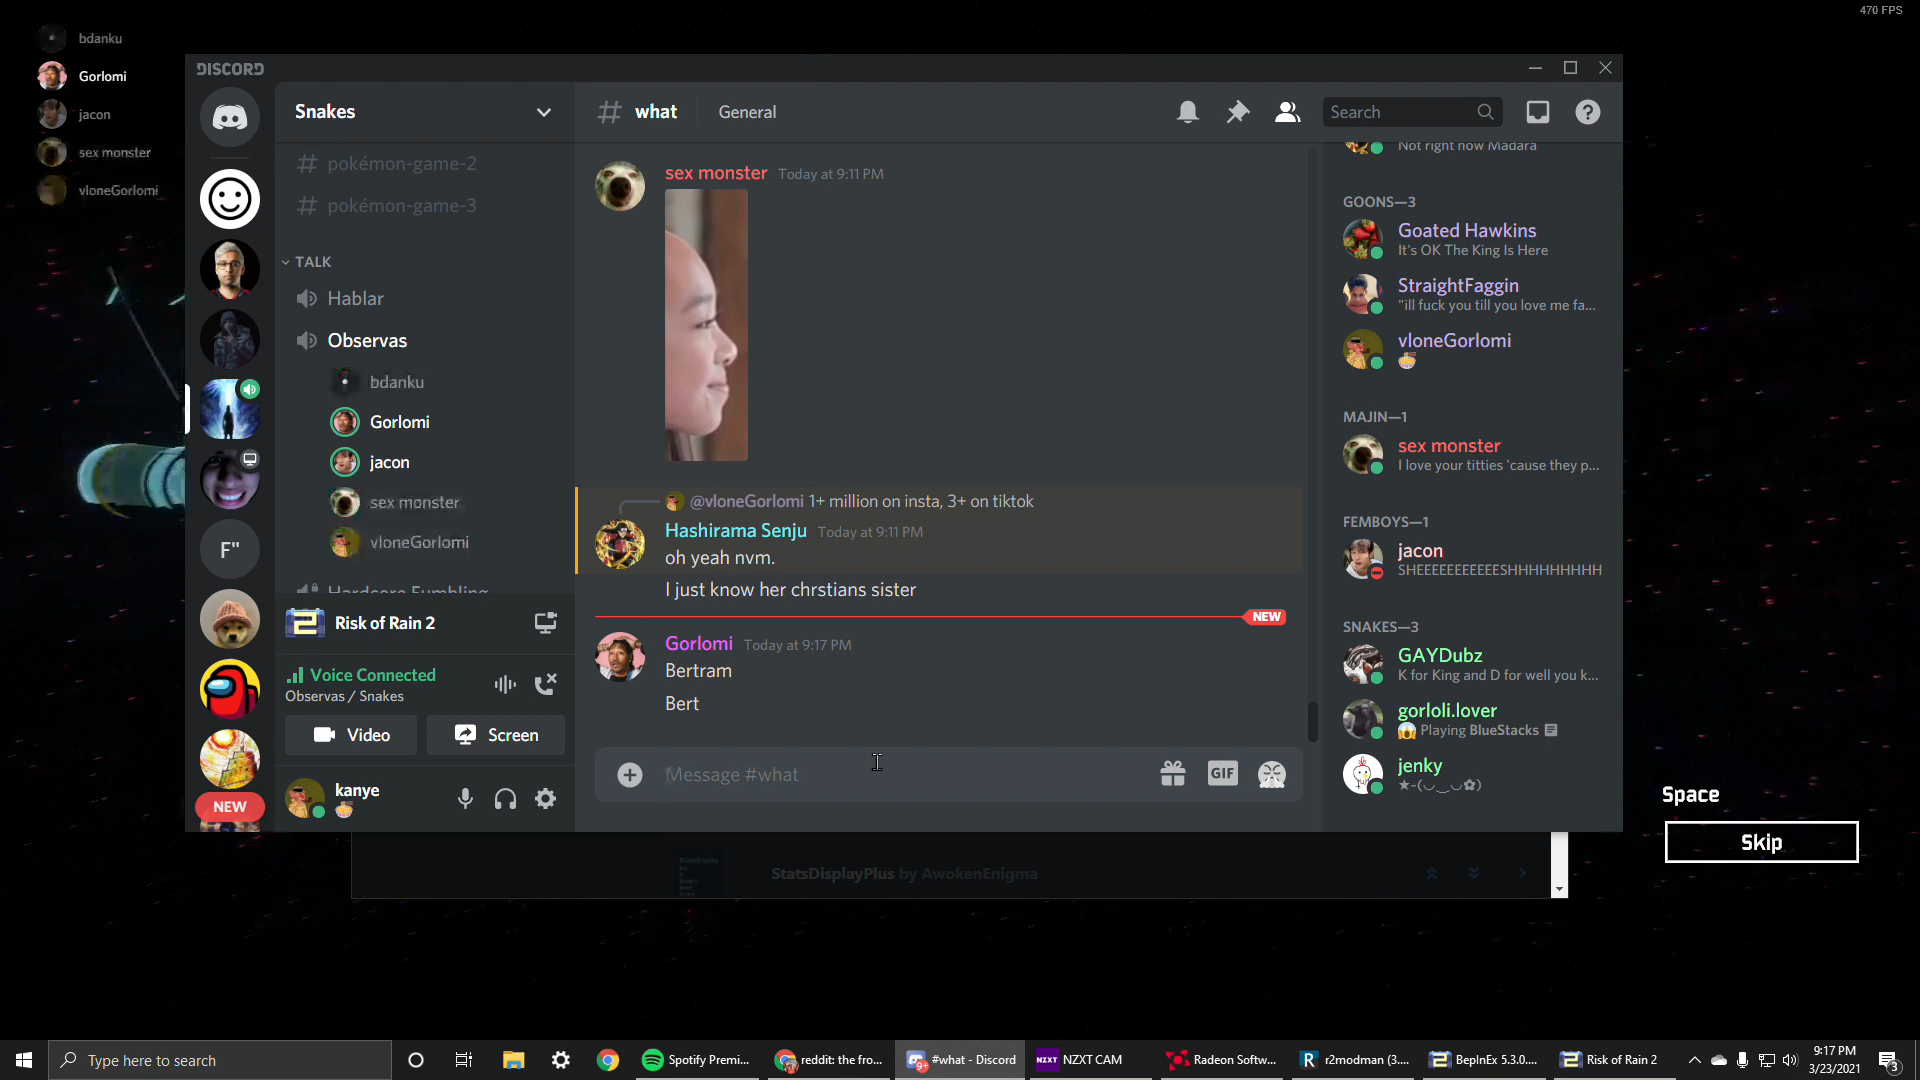 470 FPS
bdanku
Gorlomi
jacon
sex monster
vloneGorlomi
DISCORD
Snakes
# what
General
Search
# pokémon-game-2
# pokémon-game-3
TALK
Hablar
Observas
bdanku
Gorlomi
jacon
sex monster
vloneGorlomi
F"
NEW
Risk of Rain 2
Voice Connected
Observas / Snakes
Video
Screen
kanye
sex monster Today at 9:11 PM
@vloneGorlomi 1+ million on insta, 3+ on tiktok
Hashirama Senju Today at 9:11 PM
oh yeah nvm.
I just know her chrstians sister
NEW
Gorlomi Today at 9:17 PM
Bertram
Bert
Message #what
GIF
Not right now Madara
GOONS—3
Goated Hawkins
It's OK The King Is Here
StraightFaggin
"ill fuck you till you love me fa...
vloneGorlomi
MAJIN—1
sex monster
I love your titties 'cause they p...
FEMBOYS—1
jacon
SHEEEEEEEEEEESHHHHHHHHH
SNAKES—3
GAYDubz
K for King and D for well you k...
gorloli.lover
Playing BlueStacks
jenky
Space
Skip
StatsDisplayPlus by AwokenEnigma
Type here to search
Spotify Premi...
reddit: the fro...
9+
#what - Discord
NZXT
NZXT CAM
Radeon Softw...
R
r2modman (3....
BepInEx 5.3.0....
Risk of Rain 2
9:17 PM
3/23/2021
3